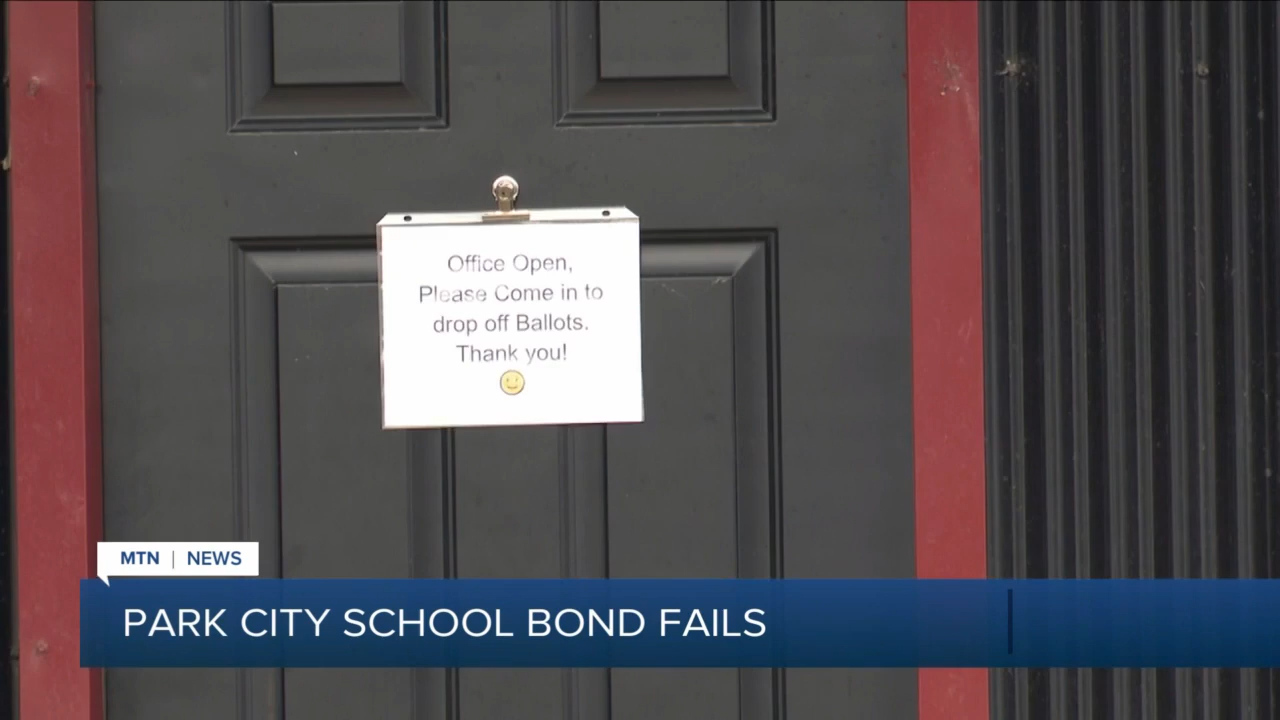 Office Open,
Please Come in to
drop off Ballots.
Thank you!
MTN | NEWS
PARK CITY SCHOOL BOND FAILS